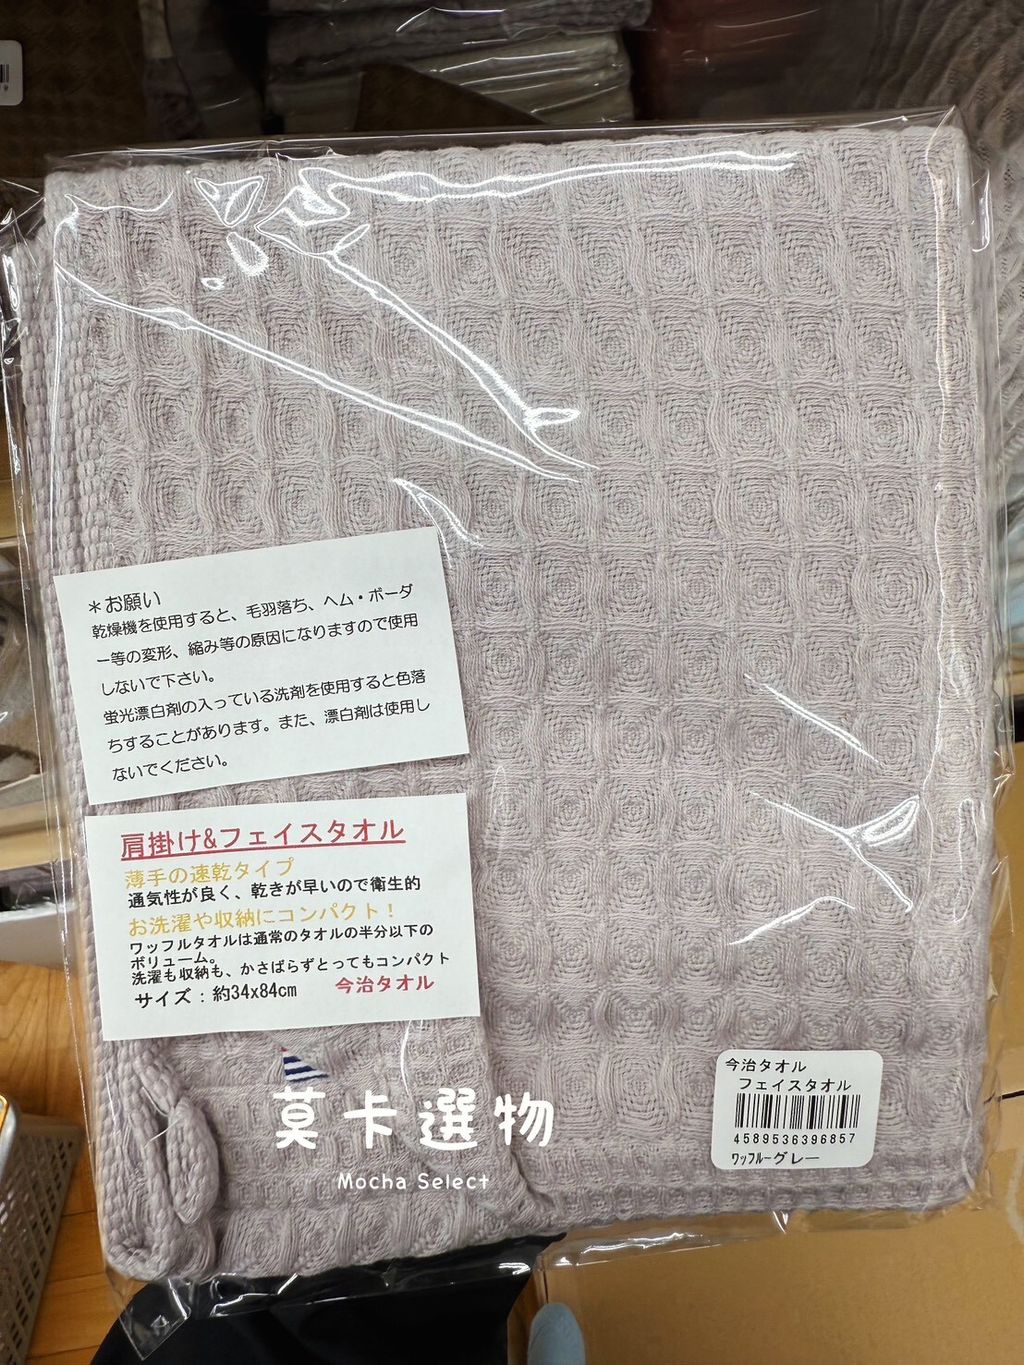 ＊お願い
乾燥機を使用すると、毛羽落ち、ヘム・ボーダ
ー等の変形、縮み等の原因になりますので使用
しないで下さい。
蛍光漂白剤の入っている洗剤を使用すると色落
ちすることがあります。また、漂白剤は使用し
ないでください。
肩掛け&フェイスタオル
薄手の速乾タイプ
通気性が良く、乾きが早いので衛生的
お洗濯や収納にコンパクト！
ワッフルタオルは通常のタオルの半分以下の
ボリューム。
洗濯も収納も、かさばらずとってもコンパクト
サイズ：約34x84cm 今治タオル
今治タオル
フェイスタオル
4589536396857
ﾜｯﾌﾙｰグレー
莫卡選物
Mocha Select